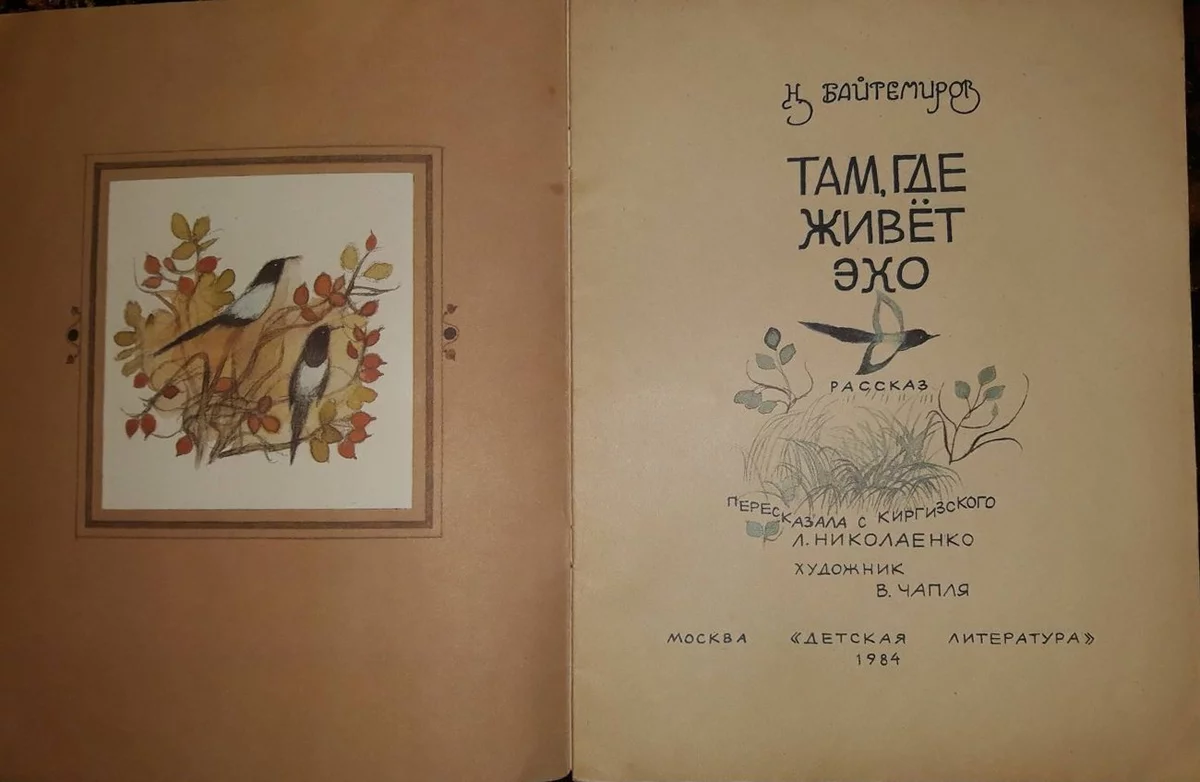 Н БАЙТЕМИРОВ
ТАМ, ГДЕ
ЖИВЁТ
ЭХО
РАССКАЗ
ПЕРЕСКАЗАЛА С КИРГИЗСКОГО
Л. НИКОЛАЕНКО
ХУДОЖНИК
В. ЧАПЛЯ
МОСКВА «ДЕТСКАЯ ЛИТЕРАТУРА»
1984